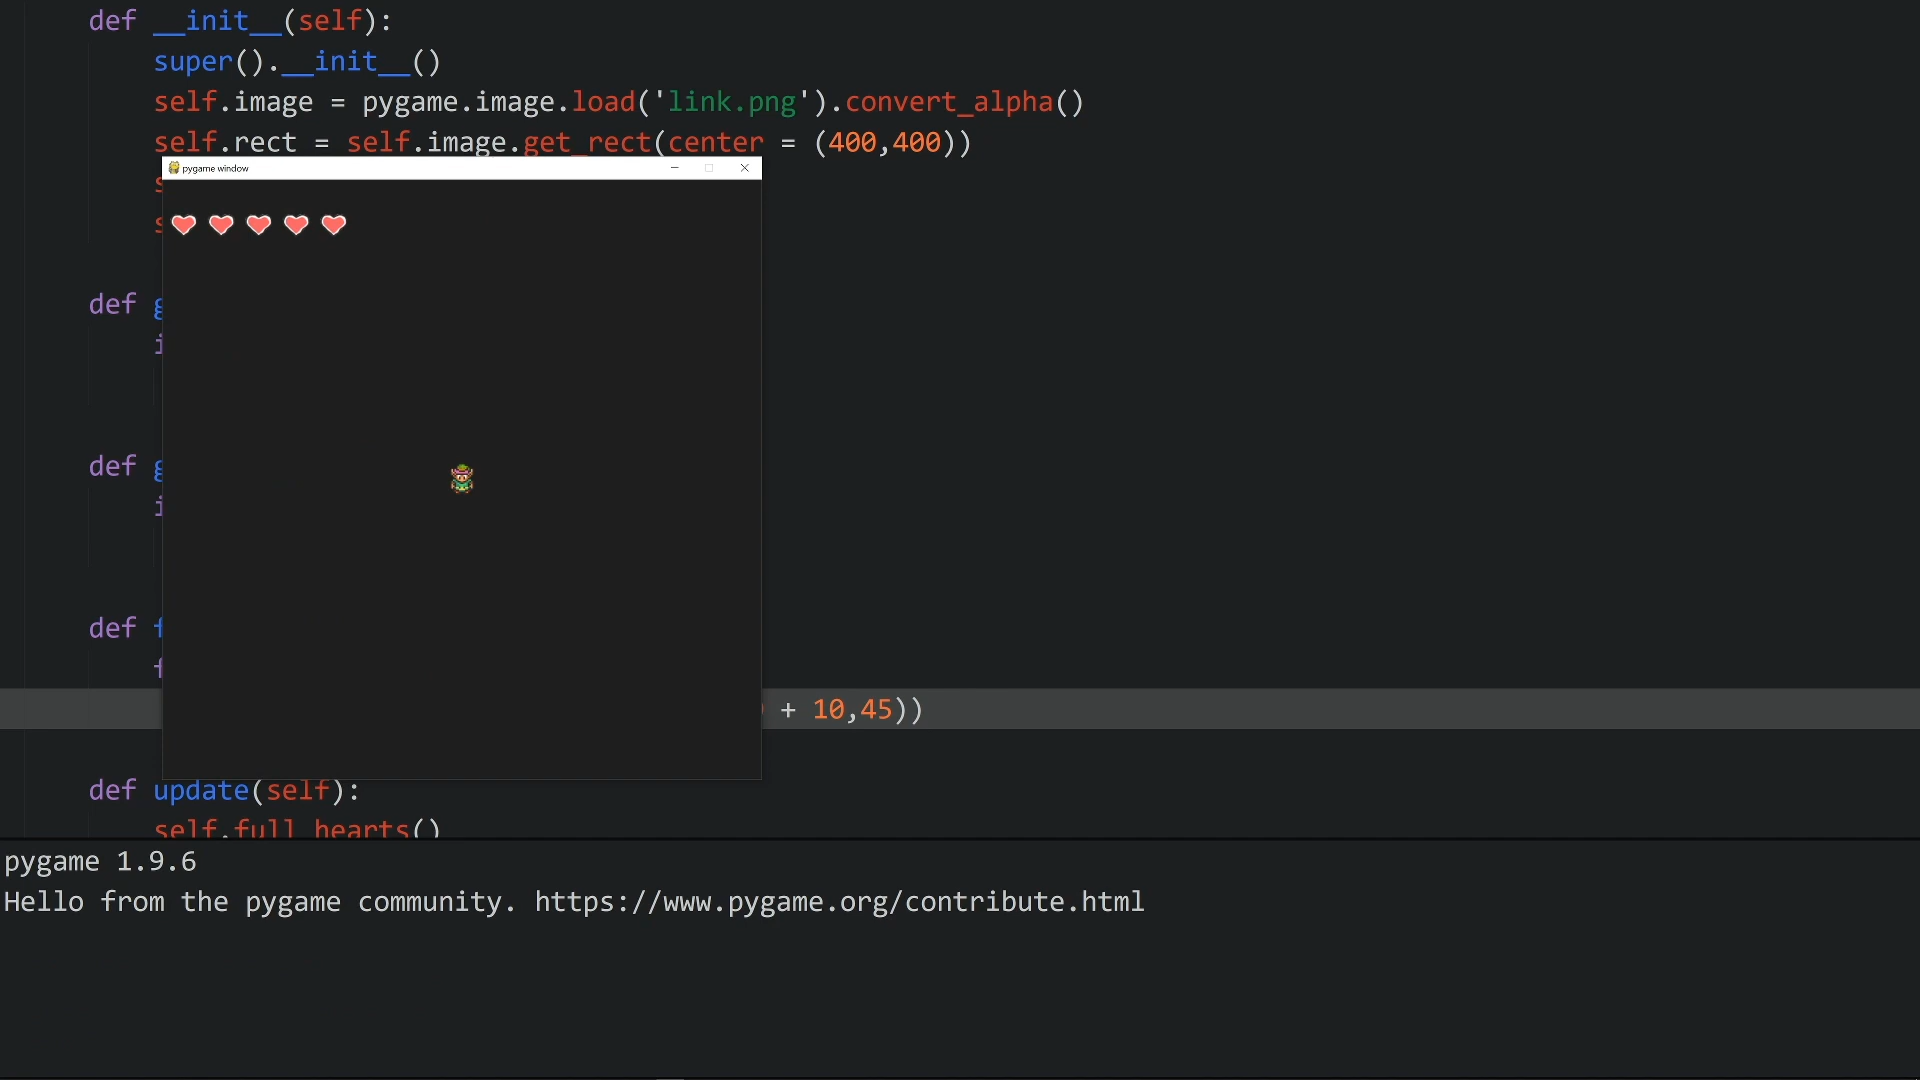 def __init__(self):
super().__init__()
self.image = pygame.image.load('link.png').convert_alpha()
self.rect = self.image.get_rect(center = (400,400))
pygame window
def g
i
def g
i
def f
f
+ 10,45))
def update(self):
self.full_hearts()
pygame 1.9.6
Hello from the pygame community. https://www.pygame.org/contribute.html